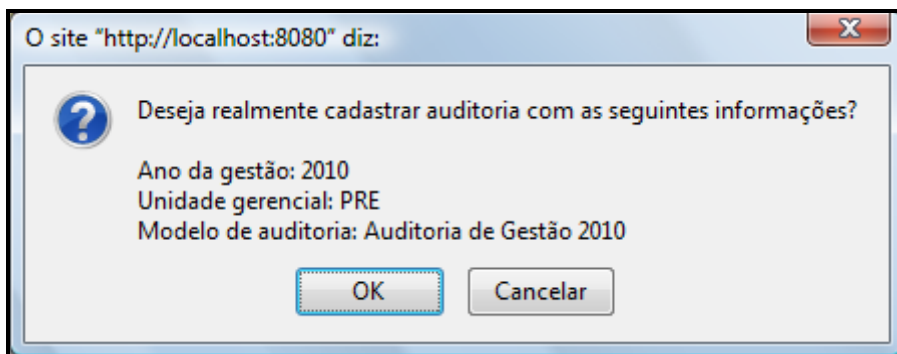 O site "http://localhost:8080" diz:
Deseja realmente cadastrar auditoria com as seguintes informações?
Ano da gestão: 2010
Unidade gerencial: PRE
Modelo de auditoria: Auditoria de Gestão 2010
OK Cancelar